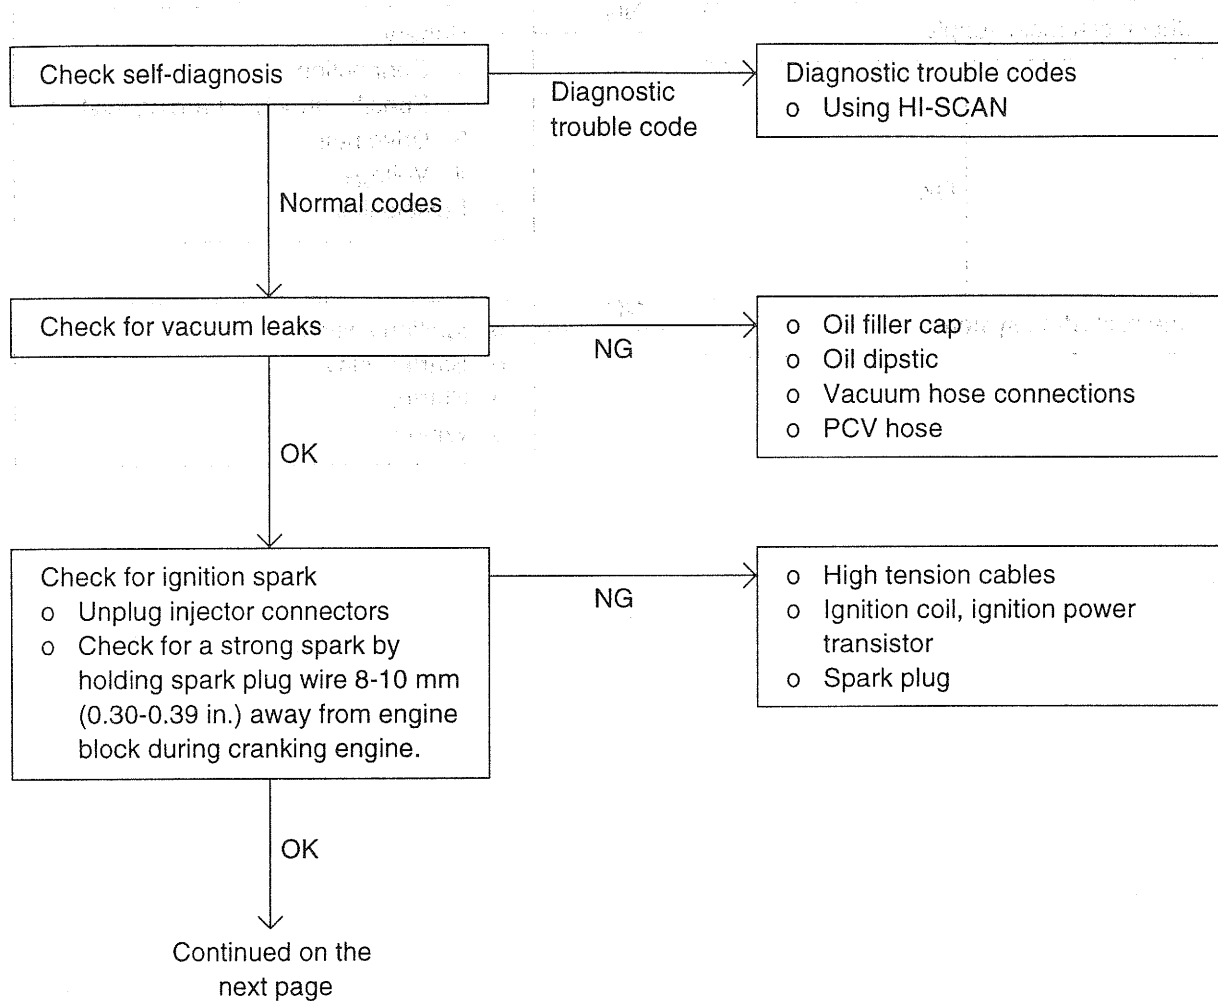 Check self-diagnosis
Diagnostic
trouble code
Diagnostic trouble codes
o Using HI-SCAN
Normal codes
Check for vacuum leaks
NG
o Oil filler cap
o Oil dipstic
o Vacuum hose connections
o PCV hose
OK
Check for ignition spark
o Unplug injector connectors
o Check for a strong spark by
holding spark plug wire 8-10 mm
(0.30-0.39 in.) away from engine
block during cranking engine.
NG
o High tension cables
o Ignition coil, ignition power
transistor
o Spark plug
OK
Continued on the
next page